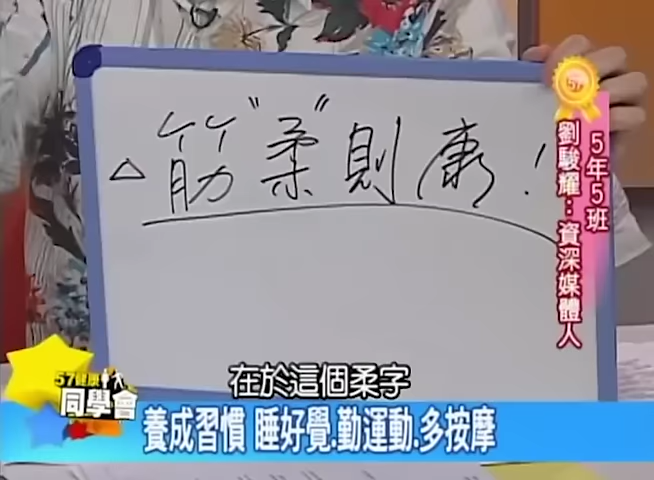 △筋"柔"則康!
57
5年5班
劉駿耀:資深媒體人
在於這個柔字
57健康
同學會
養成習慣 睡好覺.勤運動.多按摩